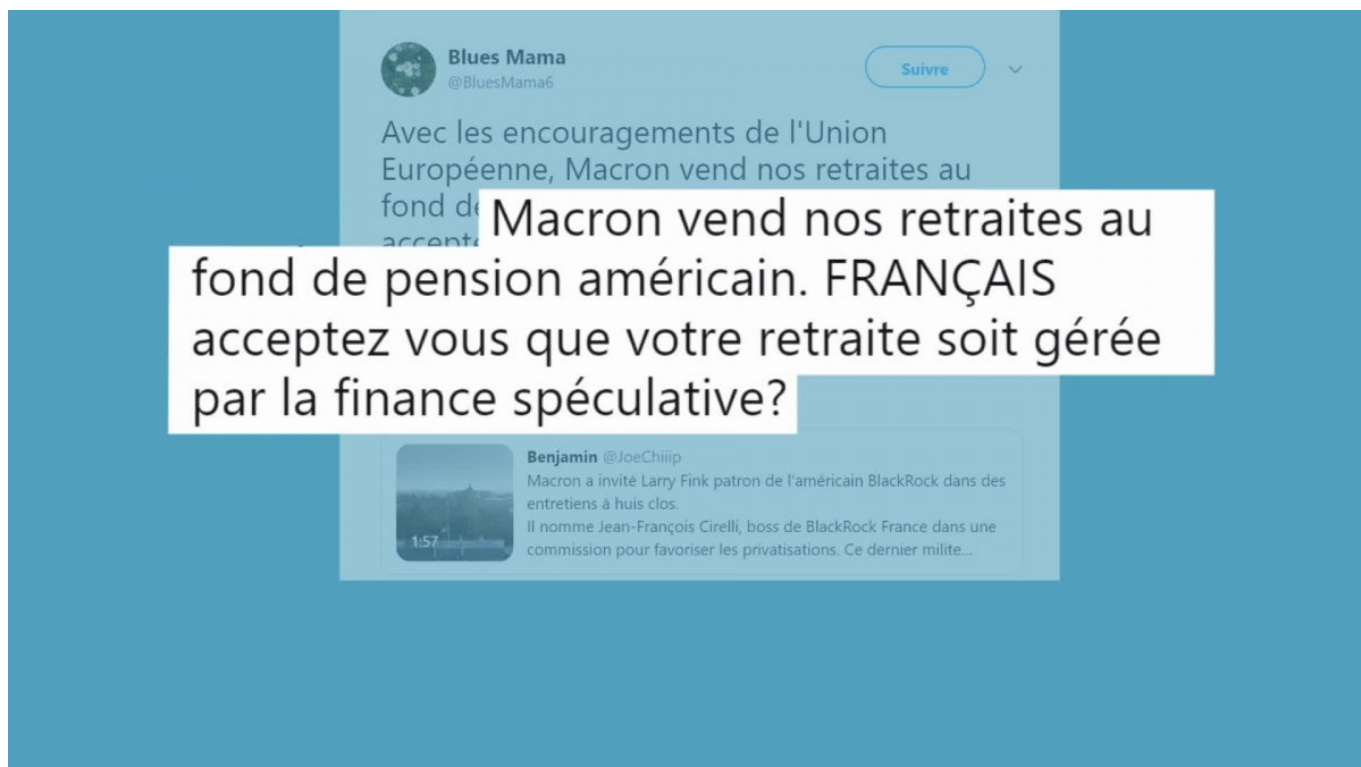 Blues Mama
@BluesMama6
Suivre
Avec les encouragements de l'Union
Européenne, Macron vend nos retraites au
fond de
accepte
Macron vend nos retraites au
fond de pension américain. FRANÇAIS
acceptez vous que votre retraite soit gérée
par la finance spéculative?
Benjamin @JoeChiiip
Macron a invité Larry Fink patron de l'américain BlackRock dans des
entretiens à huis clos.
Il nomme Jean-François Cirelli, boss de BlackRock France dans une
commission pour favoriser les privatisations. Ce dernier milite...
1:57